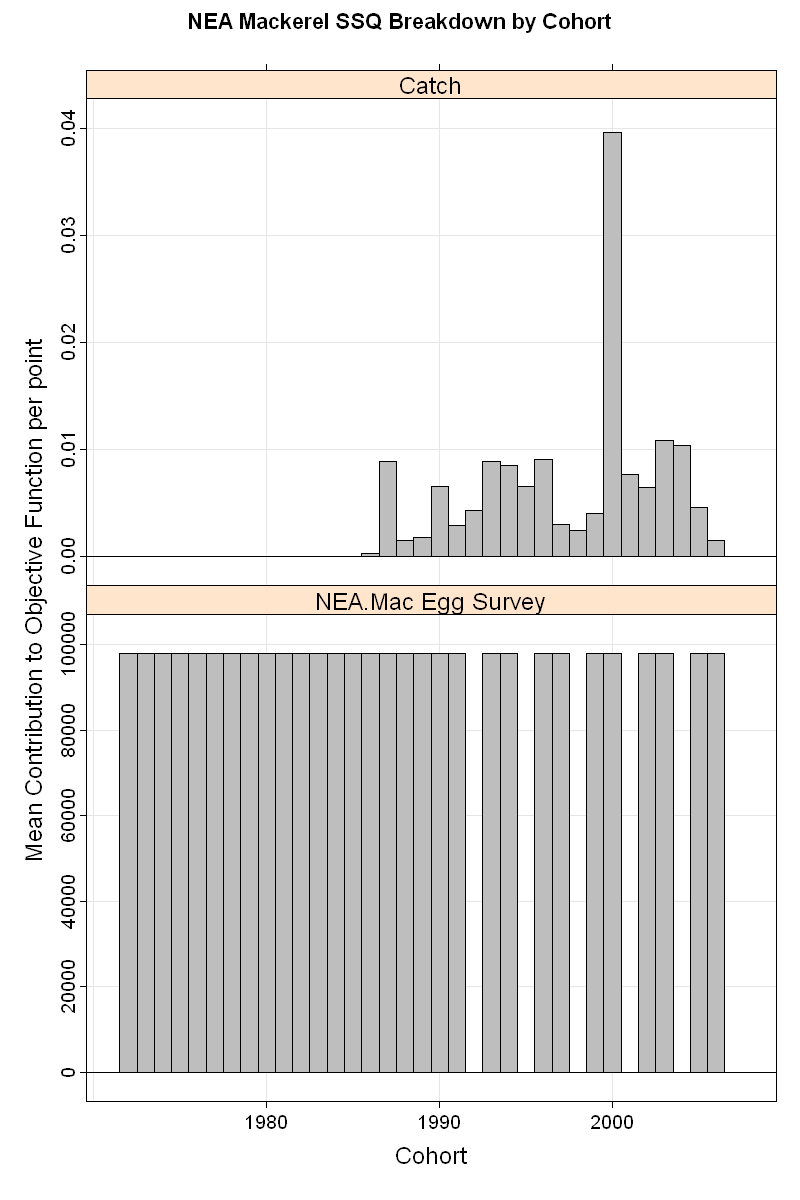 NEA Mackerel SSQ Breakdown by Cohort
Catch
0.04
0.03
0.02
0.01
0.00
Mean Contribution to Objective Function per point
NEA.Mac Egg Survey
100000
80000
60000
40000
20000
0
1980 1990 2000
Cohort